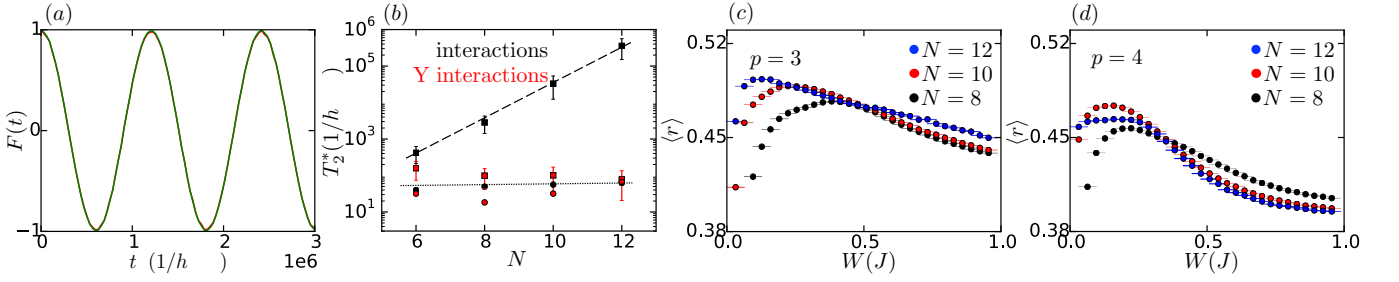 (a)
1
0
−1
F(t)
0 1 2 3
1e6
t (1/h )
(b)
10^6
10^5
10^3
10^1
T_2^*(1/h )
interactions
Y interactions
6 8 10 12
N
(c)
0.52
0.45
0.38
⟨r⟩
p = 3
N = 12
N = 10
N = 8
0.0 0.5 1.0
W(J)
(d)
0.52
0.45
0.38
⟨r⟩
p = 4
N = 12
N = 10
N = 8
0.0 0.5 1.0
W(J)